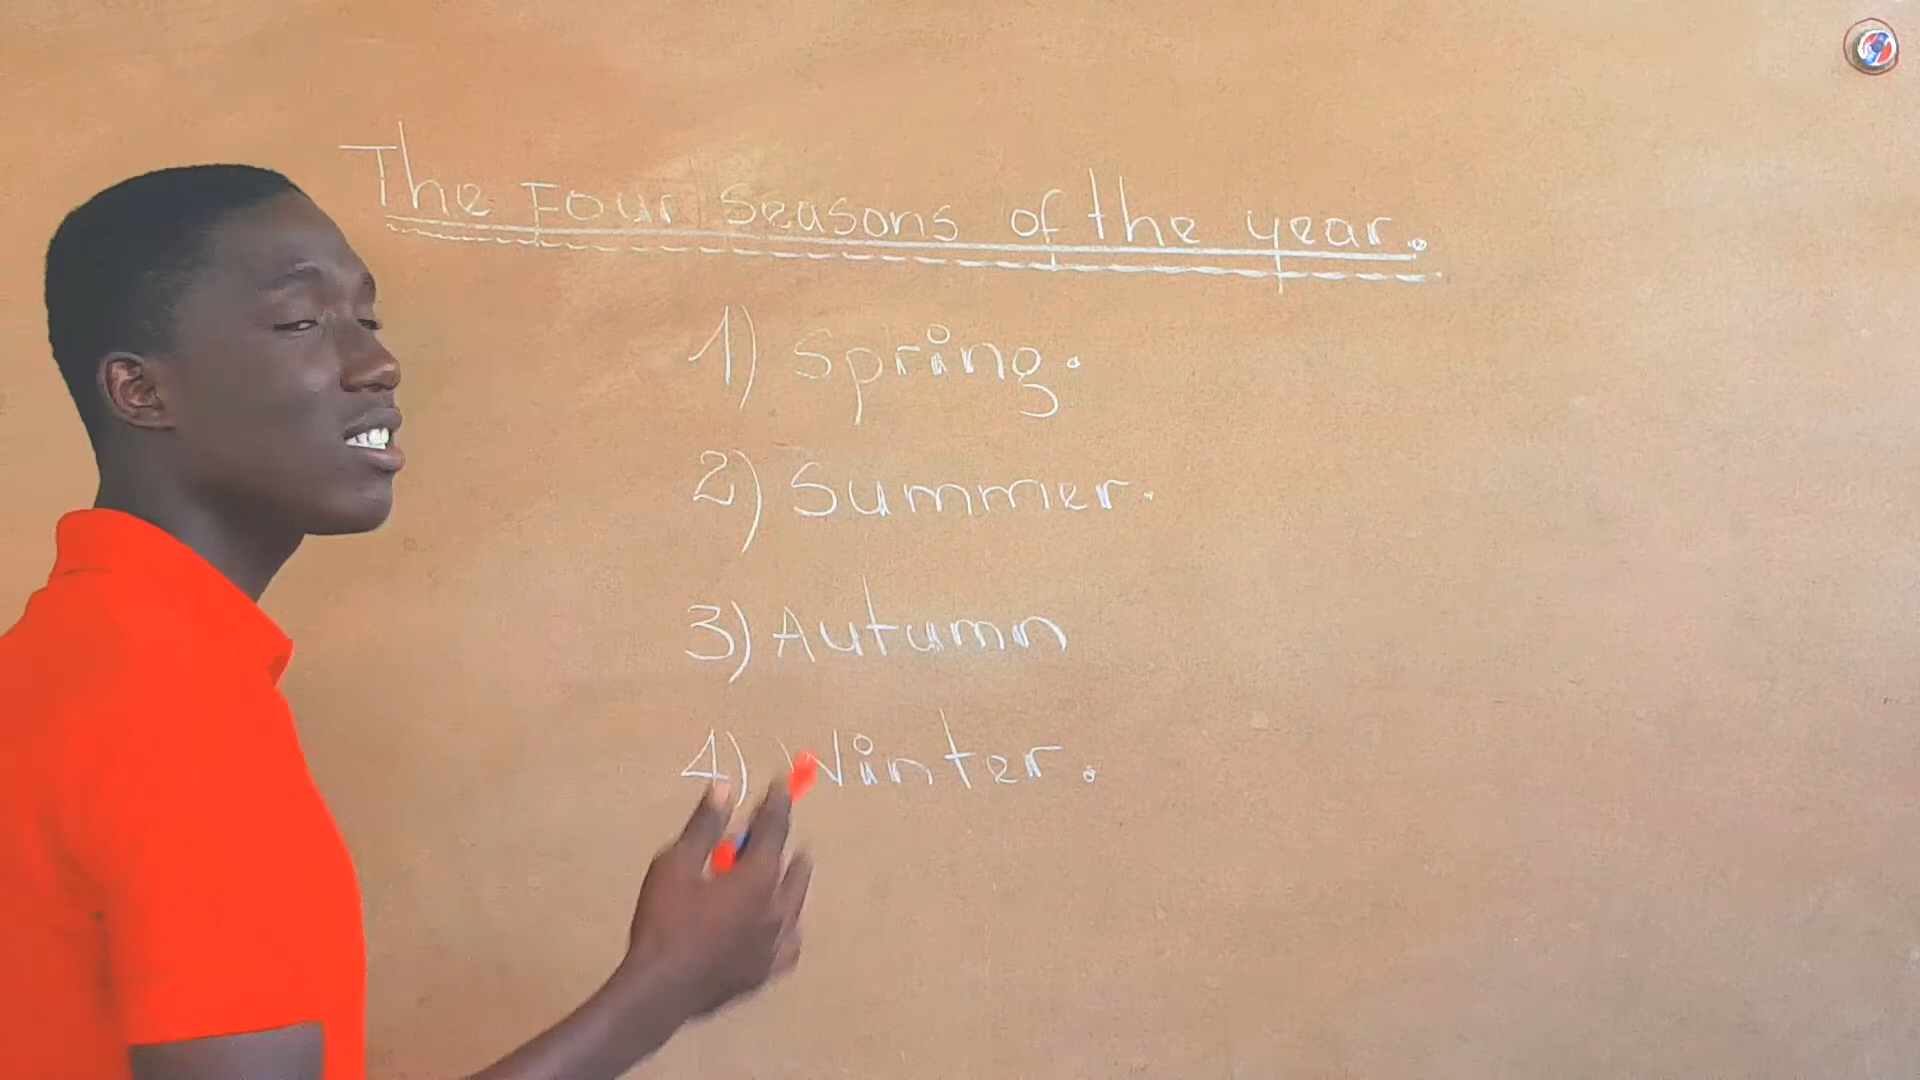 The Four Seasons of the year.
1) Spring.
2) Summer.
3) Autumn
4) Winter.